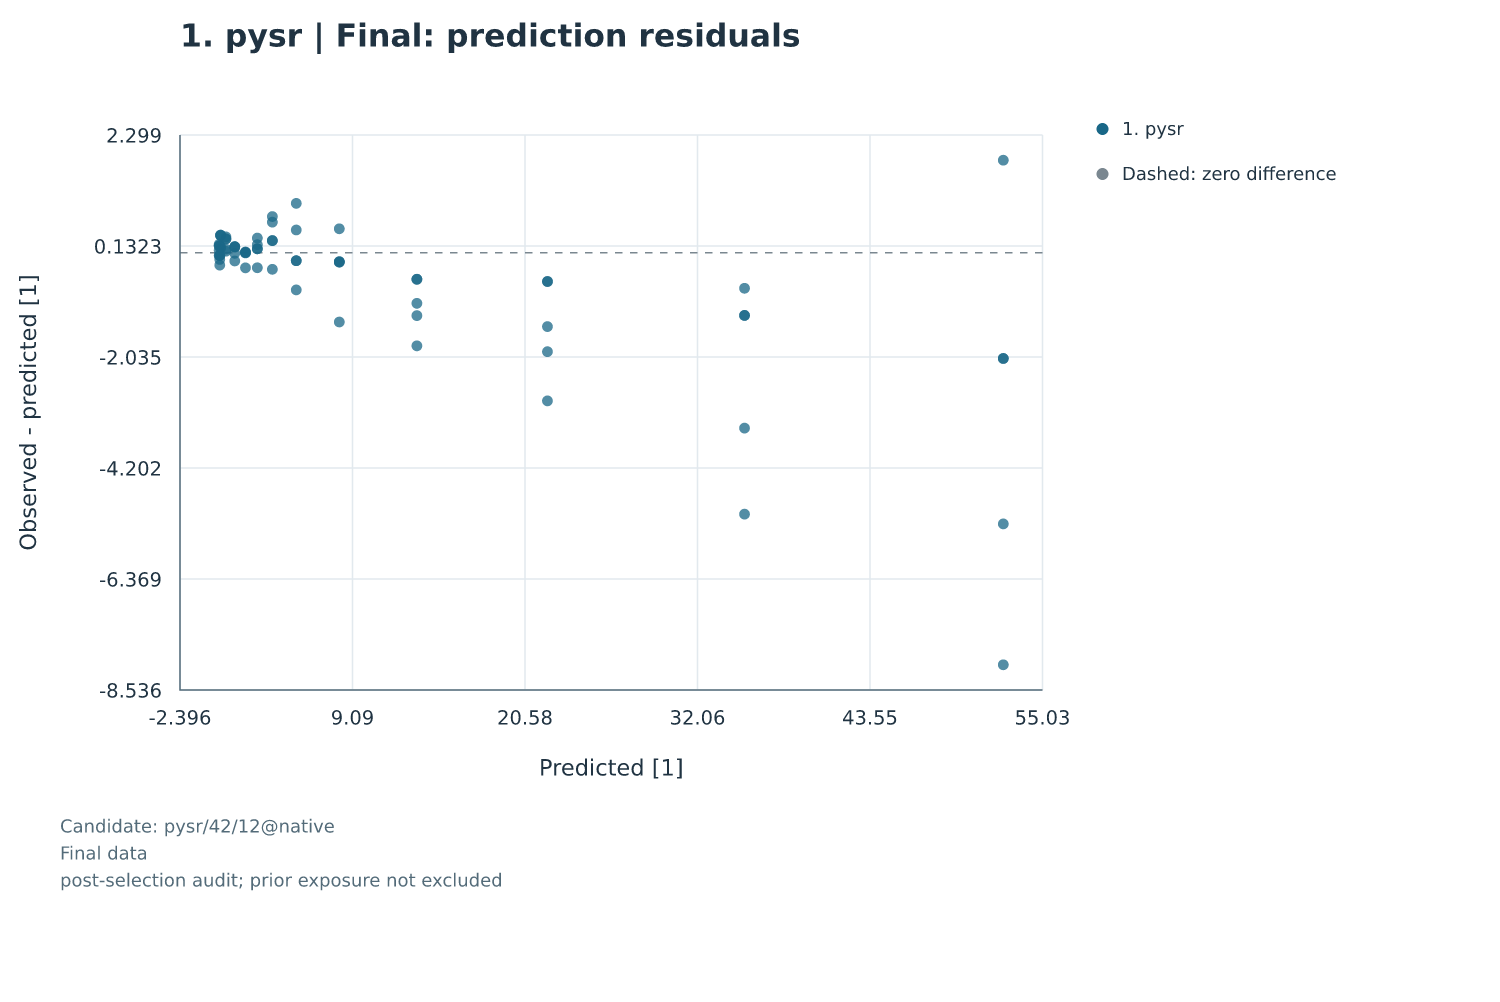 1. pysr | Final: prediction residuals
1. pysr
Dashed: zero difference
Observed - predicted [1]
2.299
0.1323
-2.035
-4.202
-6.369
-8.536
-2.396
9.09
20.58
32.06
43.55
55.03
Predicted [1]
Candidate: pysr/42/12@native
Final data
post-selection audit; prior exposure not excluded